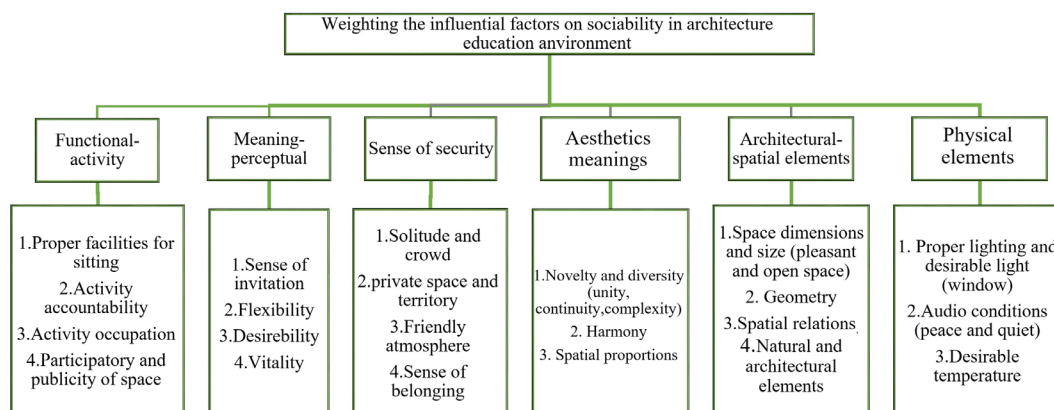 Weighting the influential factors on sociability in architecture
education anvironment
Functional-
activity
Meaning-
perceptual
Sense of security
Aesthetics
meanings
Architectural-
spatial elements
Physical
elements
1.Proper facilities for
sitting
2.Activity
accountability
3.Activity occupation
4.Participatory and
publicity of space
1.Sense of
invitation
2.Flexibility
3.Desirebility
4.Vitality
1.Solitude and
crowd
2.private space and
territory
3.Friendly
atmosphere
4.Sense of
belonging
1.Novelty and diversity
(unity,
continuity,complexity)
2. Harmony
3. Spatial proportions
1.Space dimensions
and size (pleasant
and open space)
2. Geometry
3.Spatial relations
4.Natural and
architectural
elements
1. Proper lighting and
desirable light
(window)
2.Audio conditions
(peace and quiet)
3.Desirable
temperature